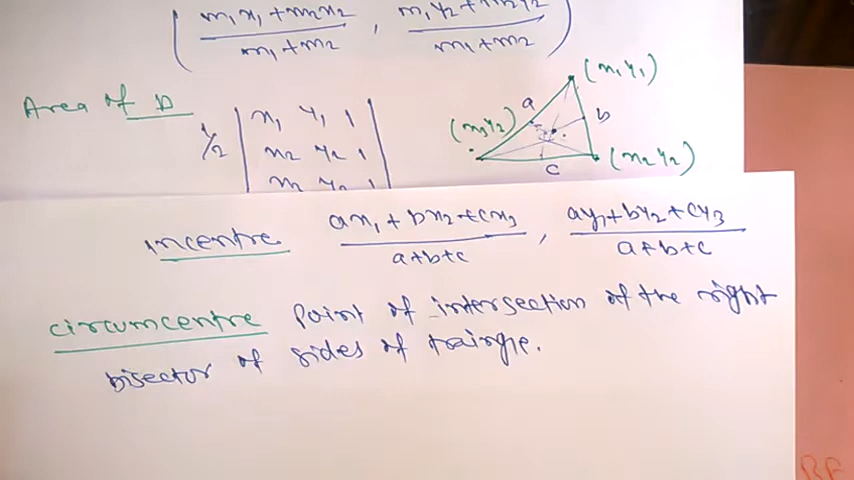 ( m₁x₁+m₂x₂ / m₁+m₂ , m₁y₂+m₂y₂ / m₁+m₂ )
Area of Δ
1/2 | x₁ y₁ 1
x₂ y₂ 1
(x₁ y₁)
a
b
c
(x₂ y₂)
incentre ax₁+bx₂+cx₃ / a+b+c , ay₁+by₂+cy₃ / a+b+c
circumcentre Point of intersection of the right
bisector of sides of traingle.